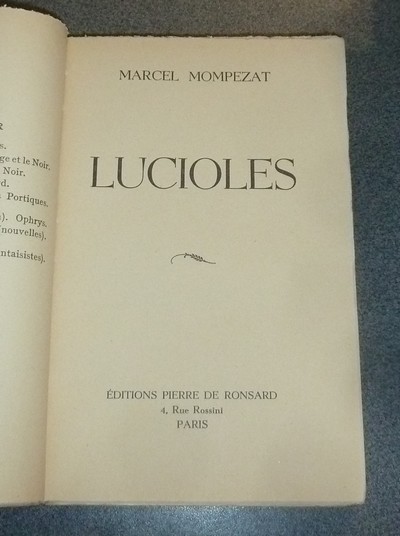 R
s.
ge et le Noir.
Noir.
rd.
s Portiques.
). Ophrys.
nouvelles).
ntaisistes).
MARCEL MOMPEZAT
LUCIOLES
ÉDITIONS PIERRE DE RONSARD
4, Rue Rossini
PARIS